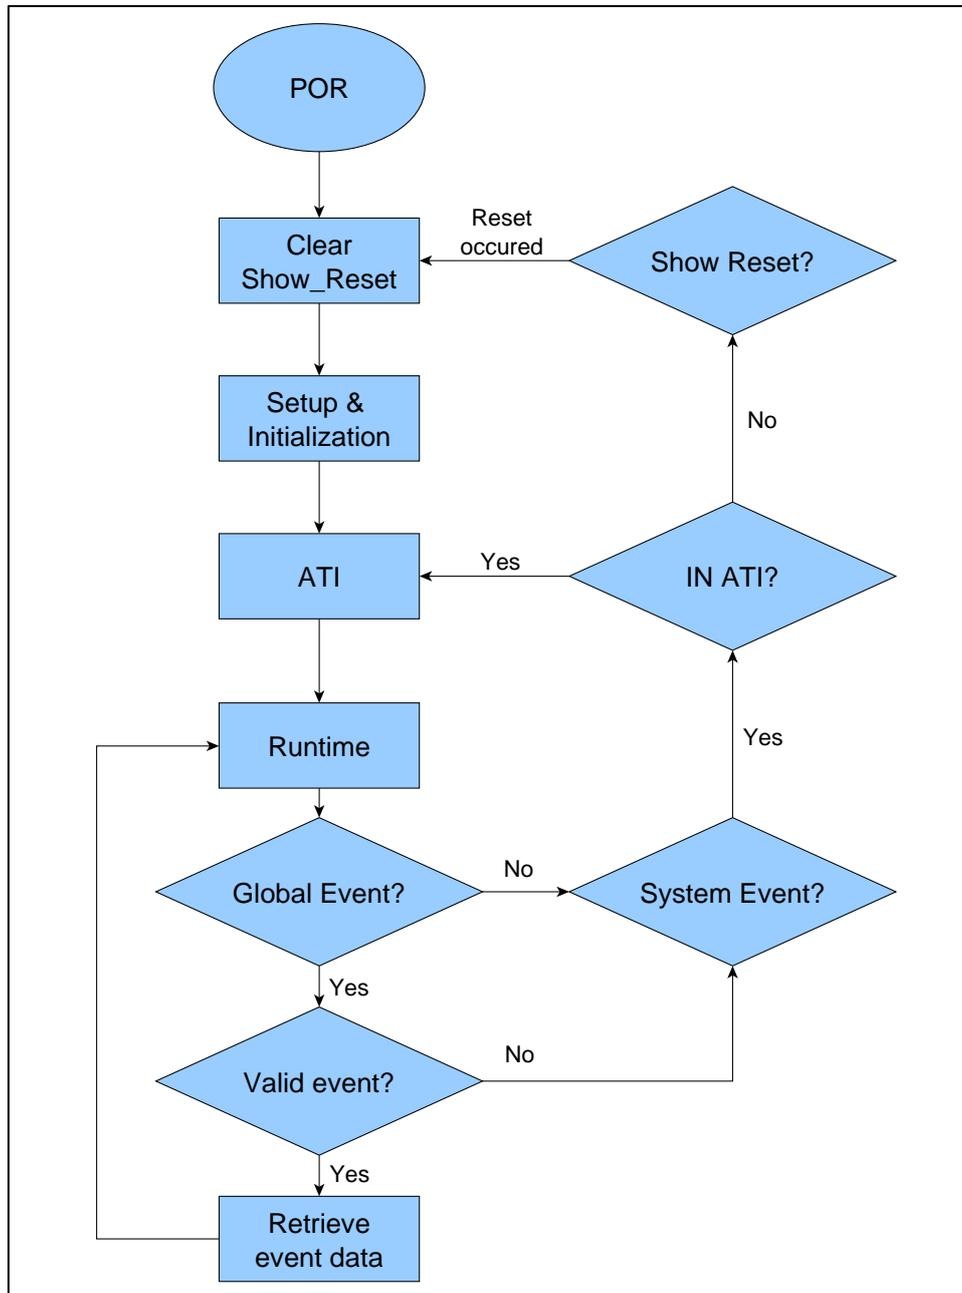 POR
Reset
occured
Clear
Show_Reset
Show Reset?
Setup &
Initialization
No
ATI
Yes
IN ATI?
Runtime
Yes
Global Event?
No
System Event?
Yes
Valid event?
No
Yes
Retrieve
event data